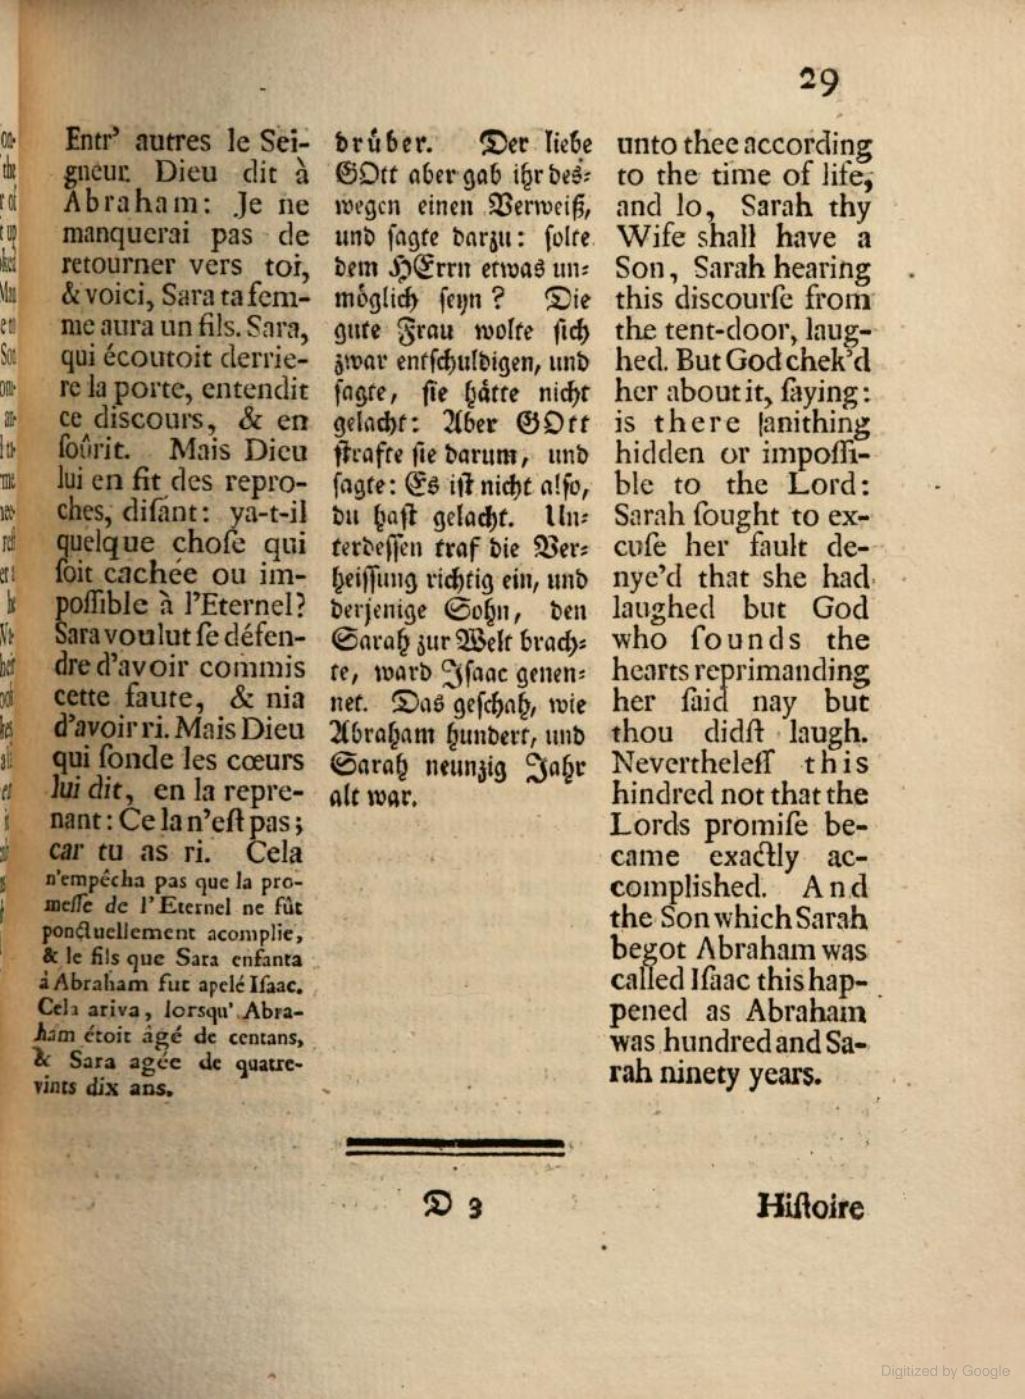 29
Entr' autres le Sei-
gneur Dieu dit à
Abraham: Je ne
manquerai pas de
retourner vers toi,
& voici, Sara ta fem-
me aura un fils. Sara,
qui écoutoit derrie-
re la porte, entendit
ce discours, & en
soûrit. Mais Dieu
lui en fit des repro-
ches, disant: ya-t-il
quelque chose qui
soit cachée ou im-
possible à l'Eternel?
Sara voulut se défen-
dre d'avoir commis
cette faute, & nia
d'avoir ri. Mais Dieu
qui sonde les cœurs
lui dit, en la repre-
nant: Cela n'est pas;
car tu as ri. Cela
n'empêcha pas que la pro-
messe de l'Eternel ne fût
ponctuellement acomplie,
& le fils que Sara enfanta
à Abraham fut apelé Isaac.
Cela ariva, lorsqu' Abra-
ham étoit âgé de cent ans,
& Sara agée de quatre-
vints dix ans.
drůber. Der liebe
GOtt aber gab ihr des-
wegen einen Verweiß,
und sagte darzu: solte
dem HErrn etwas un-
möglich seyn? Die
gute Frau wolte sich
zwar entschuldigen, und
sagte, sie hätte nicht
gelacht: Aber GOtt
strafte sie darum, und
sagte: Es ist nicht also,
du hast gelacht. Un-
terdessen traf die Ver-
heissung richtig ein, und
derjenige Sohn, den
Sarah zur Welt brach-
te, ward Isaac genen-
net. Das geschah, wie
Abraham hundert, und
Sarah neunzig Jahr
alt war.
unto thee according
to the time of life,
and lo, Sarah thy
Wife shall have a
Son, Sarah hearing
this discourse from
the tent-door, laug-
hed. But God chek'd
her about it, saying:
is there anithing
hidden or impossi-
ble to the Lord:
Sarah sought to ex-
cuse her fault de-
nye'd that she had
laughed but God
who sounds the
hearts reprimanding
her said nay but
thou didst laugh.
Nevertheless this
hindred not that the
Lords promise be-
came exactly ac-
complished. And
the Son which Sarah
begot Abraham was
called Isaac this hap-
pened as Abraham
was hundred and Sa-
rah ninety years.
D 3
Histoire
Digitized by Google